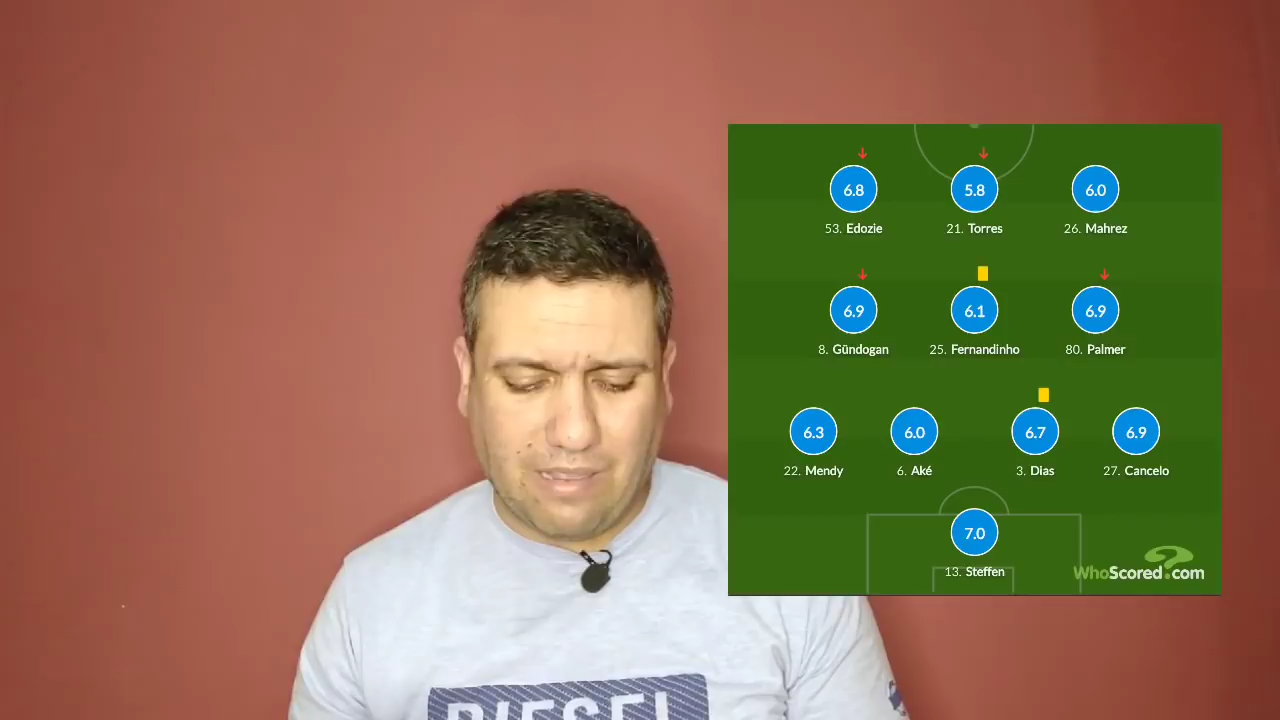 6.8 5.8 6.0
53. Edozie 21. Torres 26. Mahrez
6.9 6.1 6.9
8. Gündogan 25. Fernandinho 80. Palmer
6.3 6.0 6.7 6.9
22. Mendy 6. Aké 3. Dias 27. Cancelo
7.0
13. Steffen
WhoScored.com
DIESEL